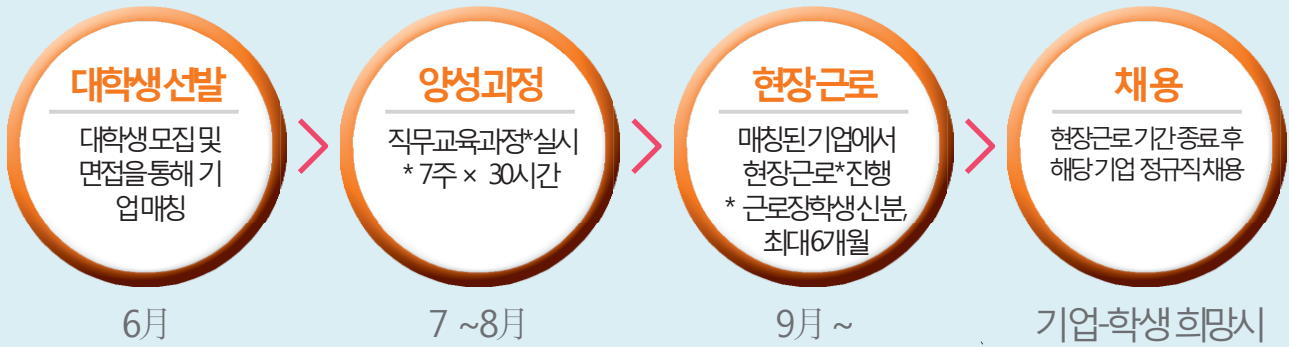 대학생 선발
대학생 모집 및
면접을 통해 기
업 매칭
6月
양성과정
직무교육과정*실시
* 7주 × 30시간
7 ~8月
현장 근로
매칭된 기업에서
현장근로*진행
* 근로장학생 신분,
최대 6개월
9月 ~
채용
현장근로 기간 종료 후
해당 기업 정규직 채용
기업-학생 희망시